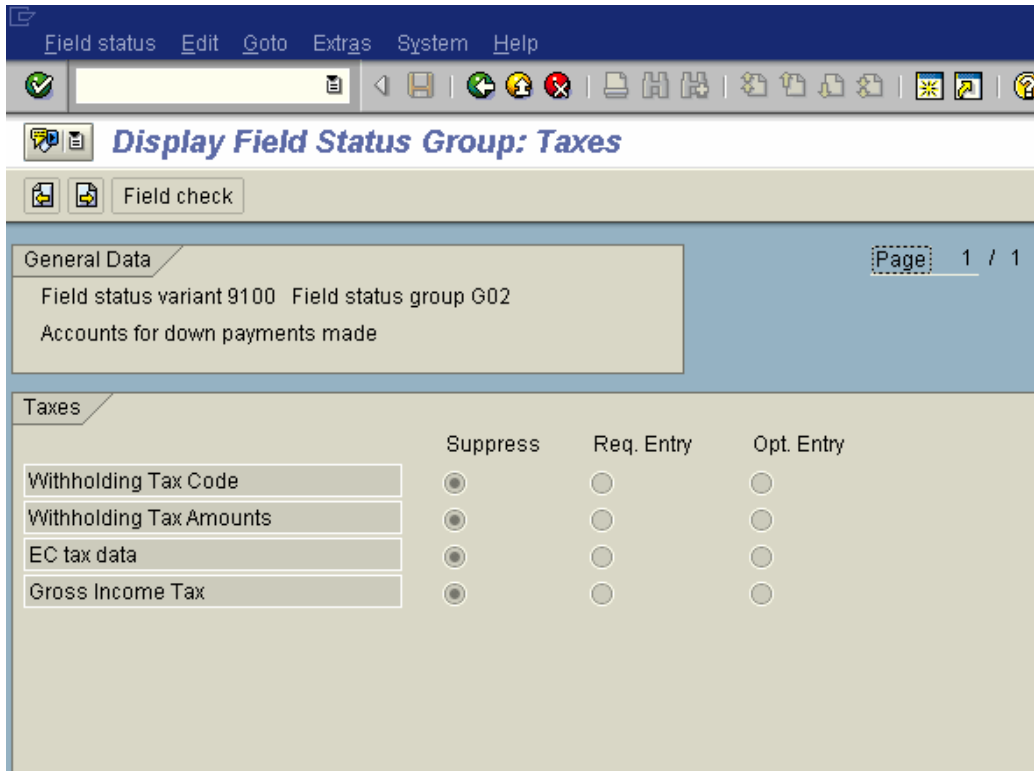 Field status Edit Goto Extras System Help
Display Field Status Group: Taxes
Field check
General Data
Page 1 / 1
Field status variant 9100 Field status group G02
Accounts for down payments made
Taxes
Suppress Req. Entry Opt. Entry
Withholding Tax Code
Withholding Tax Amounts
EC tax data
Gross Income Tax